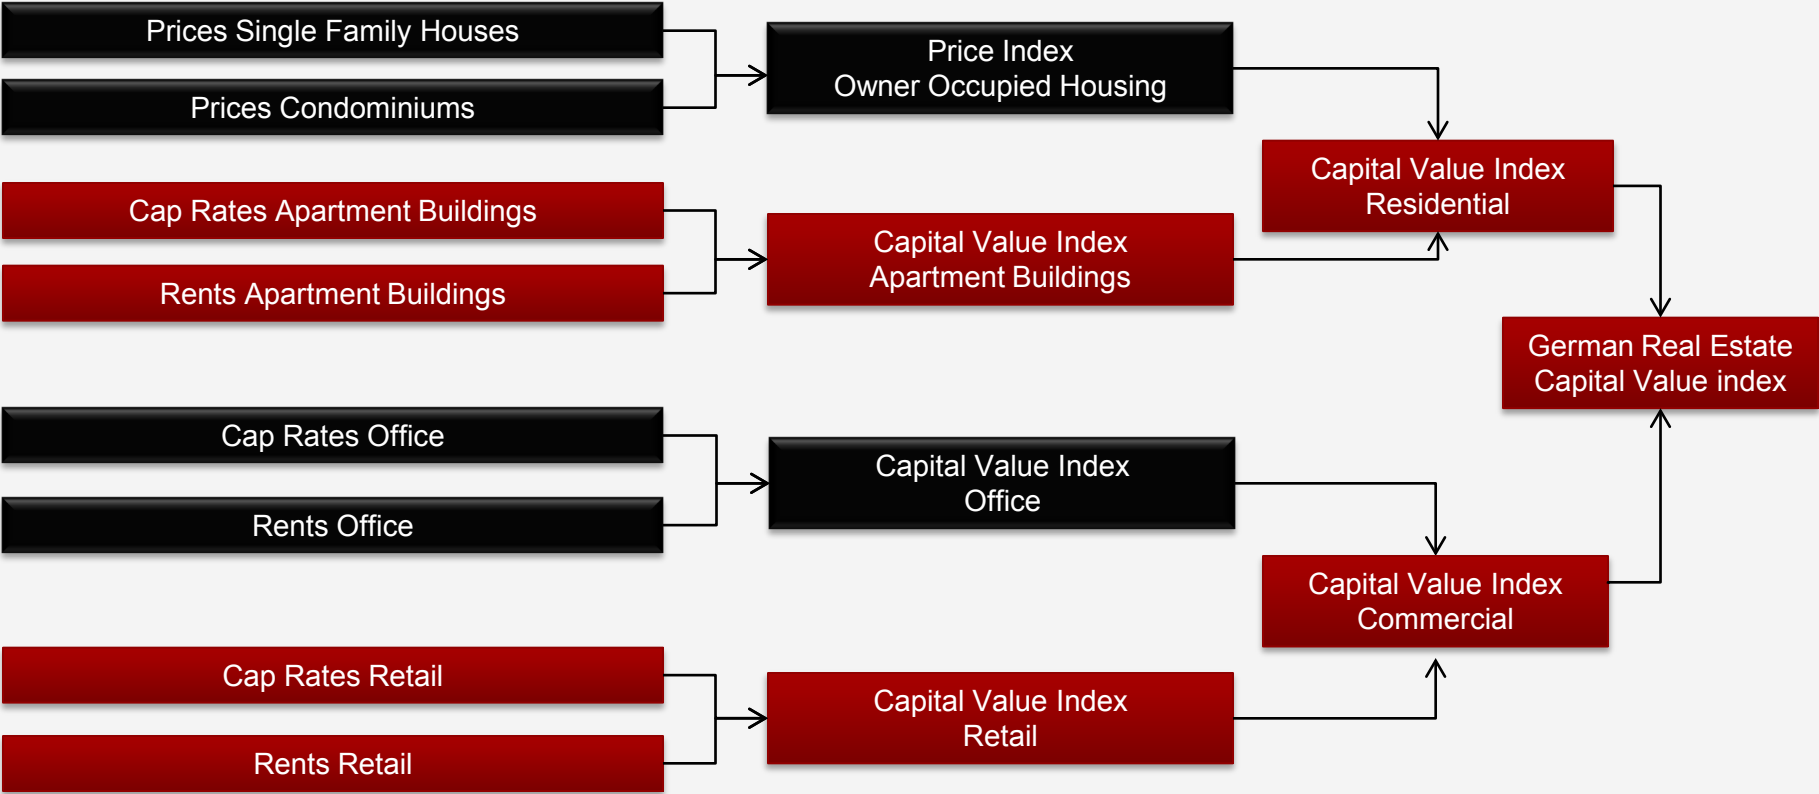 Prices Single Family Houses
Prices Condominiums
Price Index
Owner Occupied Housing
Cap Rates Apartment Buildings
Rents Apartment Buildings
Capital Value Index
Apartment Buildings
Capital Value Index
Residential
German Real Estate
Capital Value index
Cap Rates Office
Rents Office
Capital Value Index
Office
Capital Value Index
Commercial
Cap Rates Retail
Rents Retail
Capital Value Index
Retail